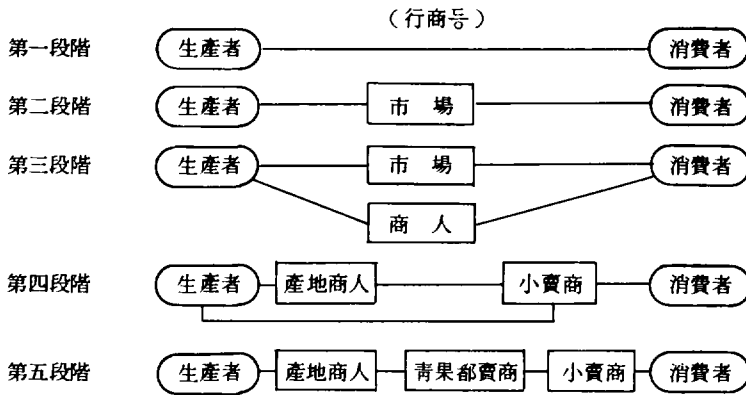 （行商등）
第一段階 生産者 消費者
第二段階 生産者 市場 消費者
第三段階 生産者 市場 消費者
商人
第四段階 生産者 產地商人 小賣商 消費者
第五段階 生産者 產地商人 靑果都賣商 小賣商 消費者